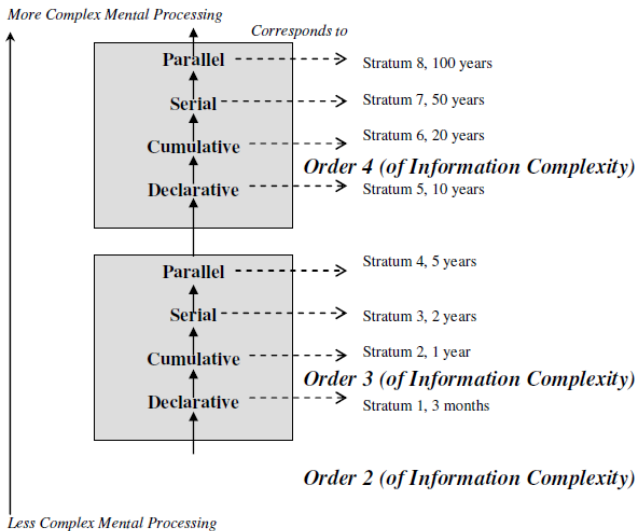 More Complex Mental Processing
Corresponds to
Parallel
Stratum 8, 100 years
Serial
Stratum 7, 50 years
Cumulative
Stratum 6, 20 years
Order 4 (of Information Complexity)
Declarative
Stratum 5, 10 years
Parallel
Stratum 4, 5 years
Serial
Stratum 3, 2 years
Cumulative
Stratum 2, 1 year
Order 3 (of Information Complexity)
Declarative
Stratum 1, 3 months
Order 2 (of Information Complexity)
Less Complex Mental Processing